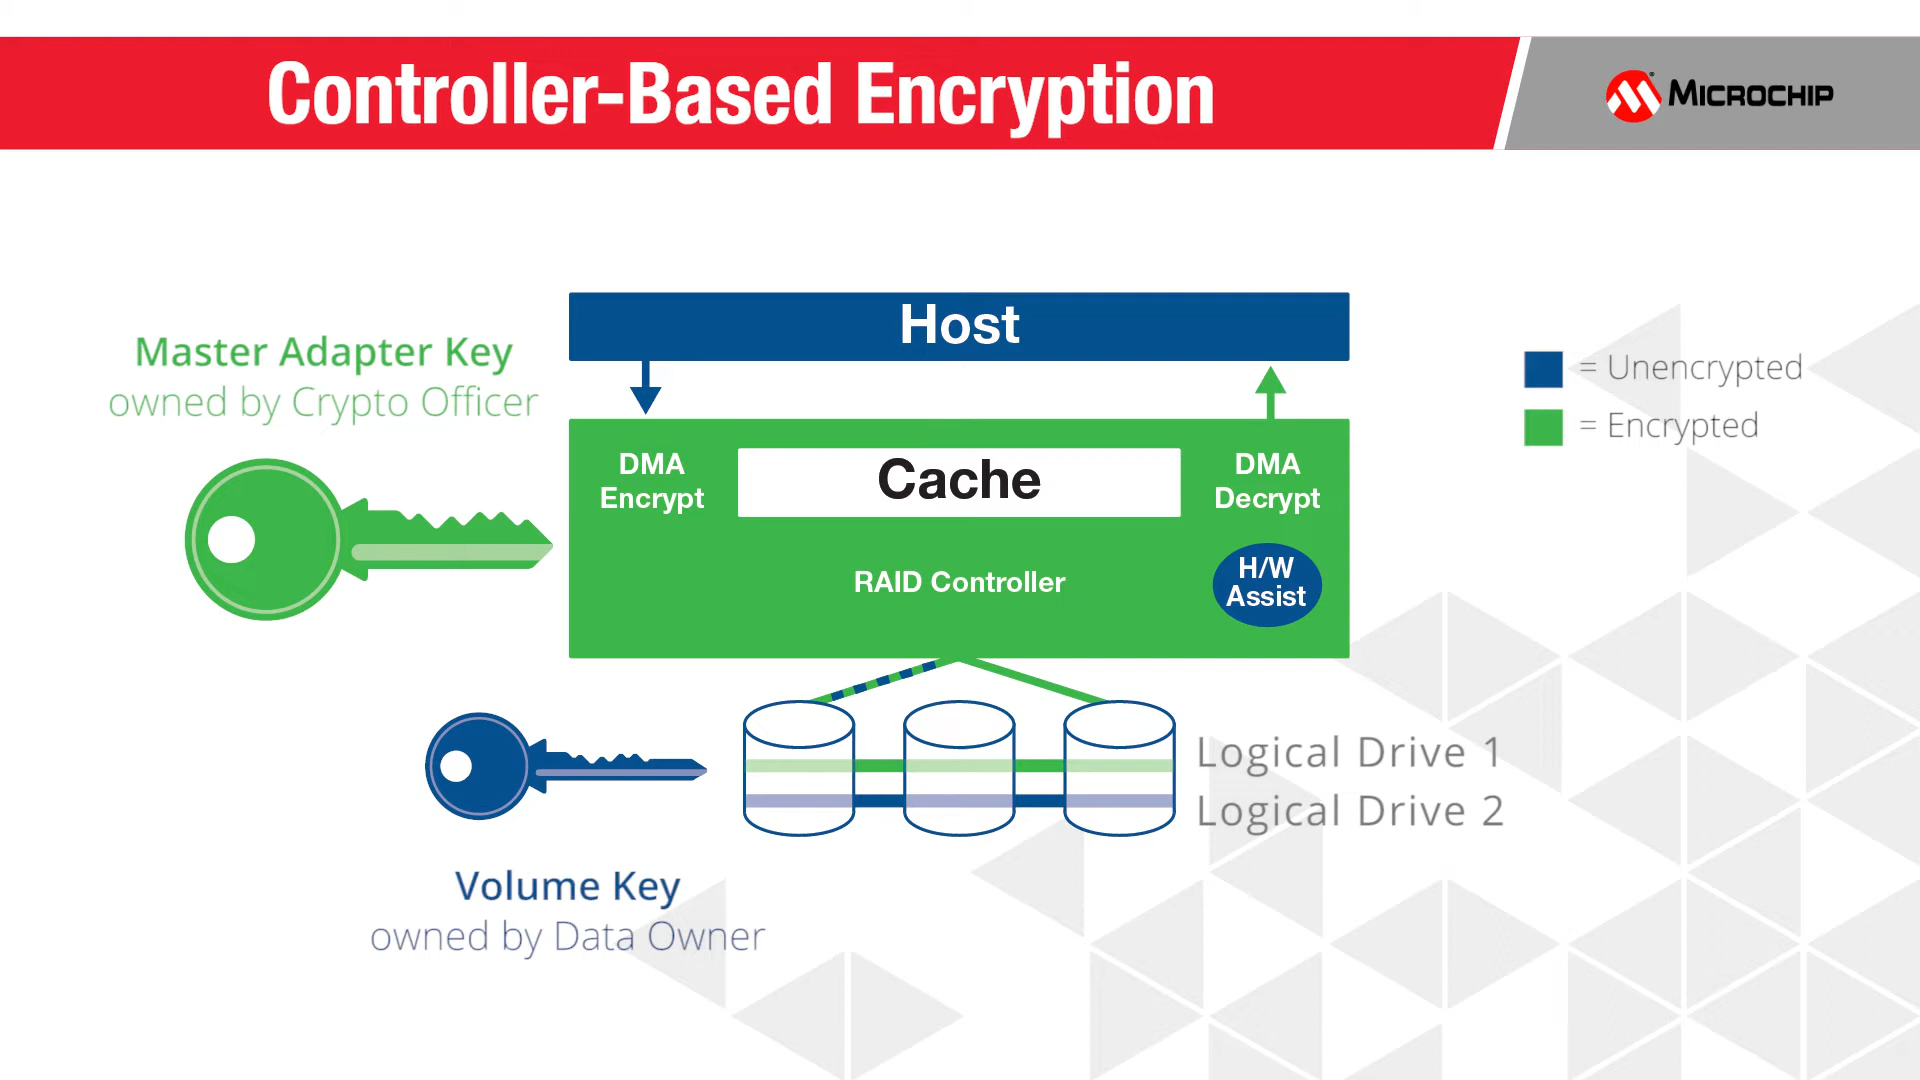 Controller-Based Encryption
MICROCHIP
Host
Master Adapter Key
owned by Crypto Officer
= Unencrypted
= Encrypted
DMA
Encrypt
Cache
DMA
Decrypt
RAID Controller
H/W
Assist
Logical Drive 1
Logical Drive 2
Volume Key
owned by Data Owner